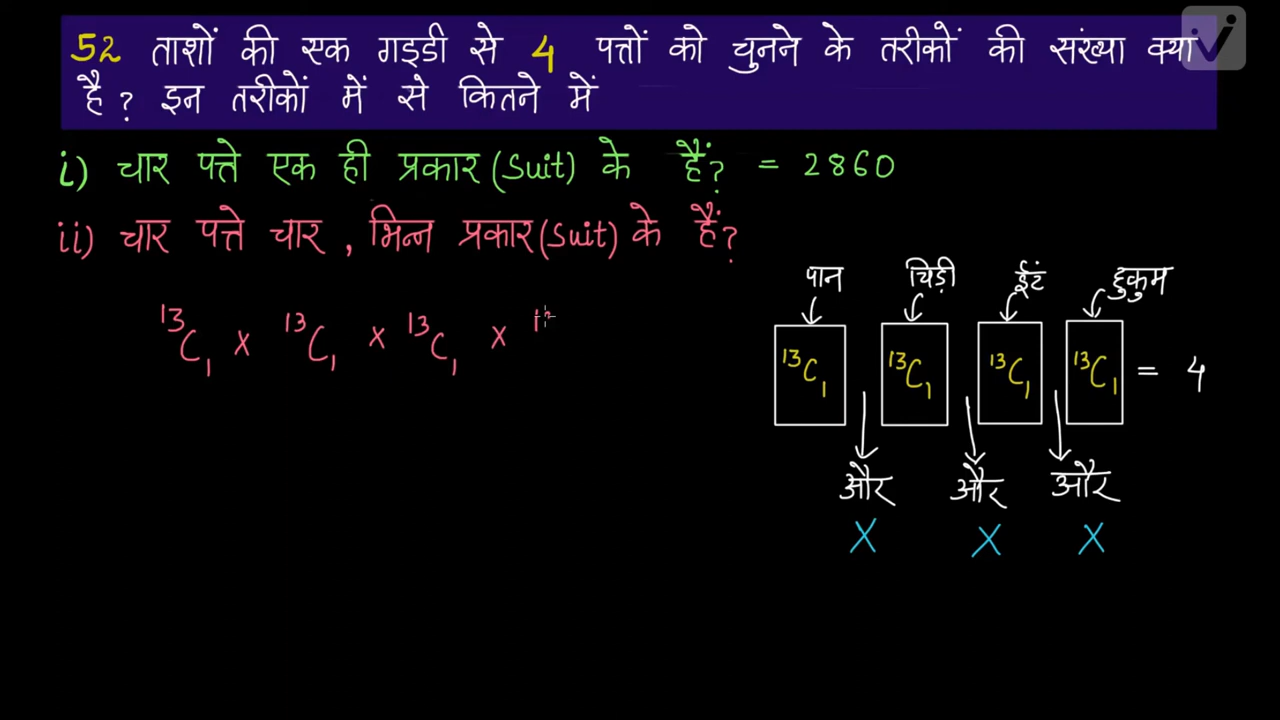 52 ताशों की एक गड्डी से 4 पत्तों को चुनने के तरीकों की संख्या क्या
है? इन तरीकों में से कितने में
i) चार पत्ते एक ही प्रकार (Suit) के हैं? = 2860
ii) चार पत्ते चार, भिन्न प्रकार (Suit) के हैं?
पान चिड़ी ईंट हुकुम
¹³C₁ × ¹³C₁ × ¹³C₁ ×
¹³C₁ ¹³C₁ ¹³C₁ ¹³C₁ = 4
और और और
X X X